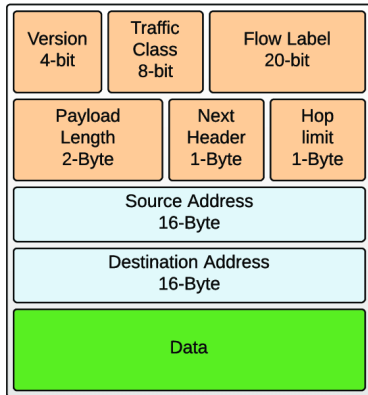 Version
4-bit
Traffic
Class
8-bit
Flow Label
20-bit
Payload
Length
2-Byte
Next
Header
1-Byte
Hop
limit
1-Byte
Source Address
16-Byte
Destination Address
16-Byte
Data